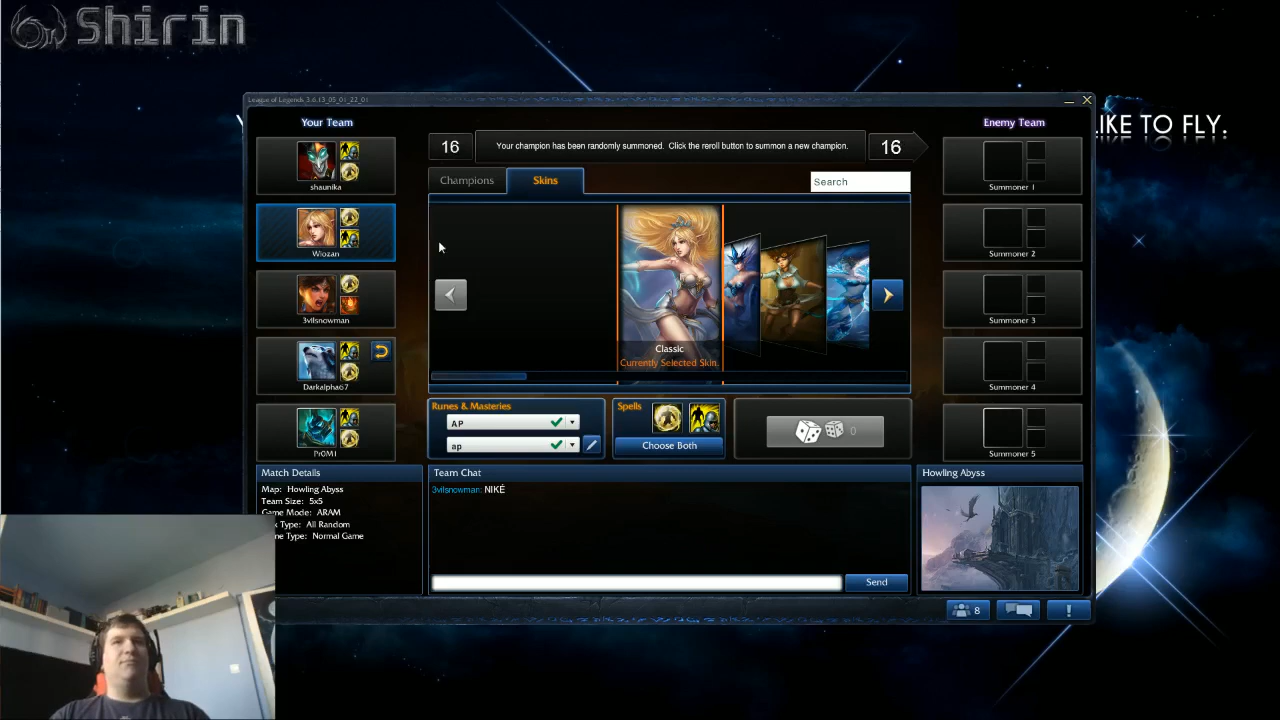 Shirin
LIKE TO FLY.
League of Legends 3.6.13_05_01_22_01
Your Team
shaunika
Wlozan
3vilsnowman
Darkalpha67
Pr0M1
16
Your champion has been randomly summoned. Click the reroll button to summon a new champion.
16
Champions
Skins
Search
Classic
Currently Selected Skin.
Runes & Masteries
AP
ap
Spells
Choose Both
0
Enemy Team
Summoner 1
Summoner 2
Summoner 3
Summoner 4
Summoner 5
Match Details
Map: Howling Abyss
Team Size: 5x5
Game Mode: ARAM
Type: All Random
Type: Normal Game
Team Chat
3vilsnowman: NIKÉ
Send
Howling Abyss
8